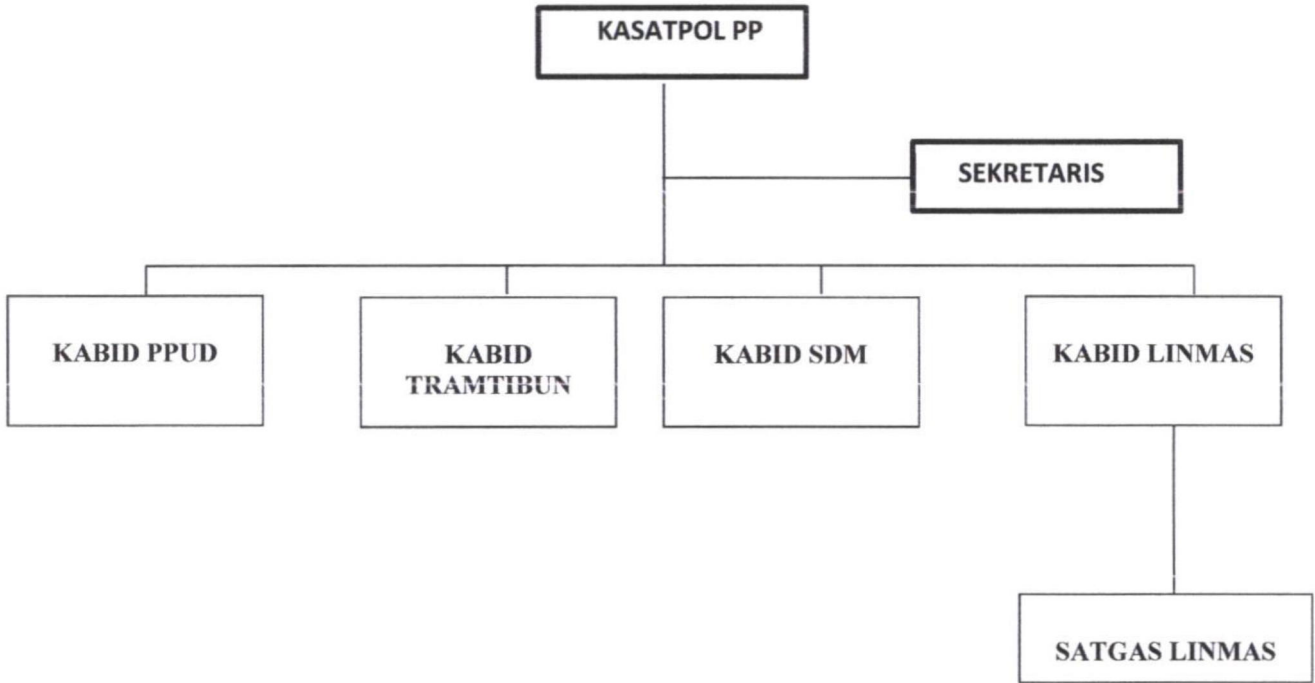 KASATPOL PP
SEKRETARIS
KABID PPUD
KABID
TRAMTIBUN
KABID SDM
KABID LINMAS
SATGAS LINMAS